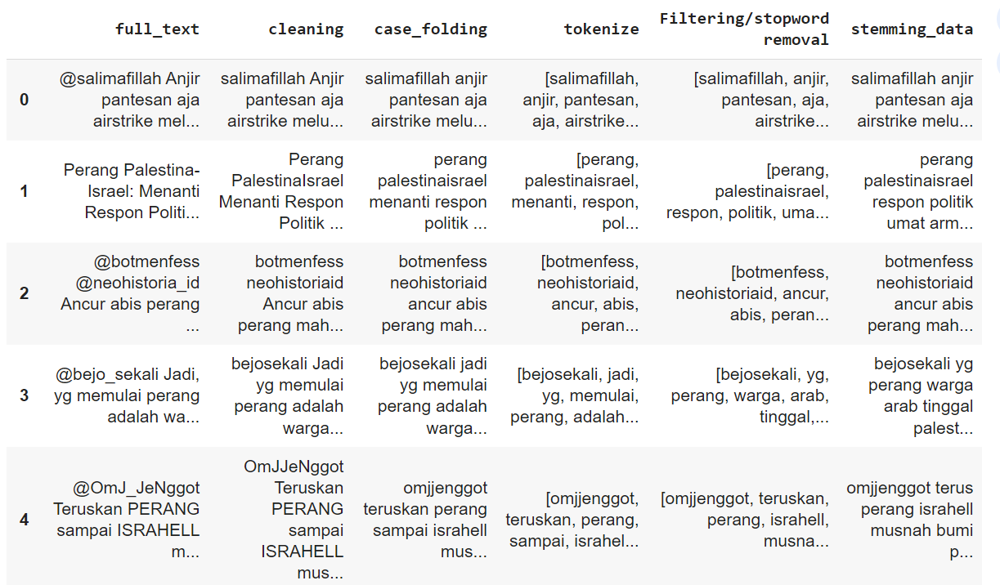 full_text cleaning case_folding tokenize Filtering/stopword removal stemming_data
0
@salimafillah Anjir
pantesan aja
airstrike mel...
salimafillah Anjir
pantesan aja
airstrike melu...
salimafillah anjir
pantesan aja
airstrike melu...
[salimafillah,
anjir, pantesan,
aja, airstrike...
[salimafillah, anjir,
pantesan, aja,
airstrike...
salimafillah anjir
pantesan aja
airstrike melu...
1
Perang Palestina-
Israel: Menanti
Respon Politi...
Perang
PalestinaIsrael
Menanti Respon
Politik ...
perang
palestinaisrael
menanti respon
politik ...
[perang,
palestinaisrael,
menanti, respon,
pol...
[perang,
palestinaisrael,
respon, politik, uma...
perang
palestinaisrael
respon politik
umat arm...
2
@botmenfess
@neohistoria_id
Ancur abis perang
...
botmenfess
neohistoriaid
Ancur abis
perang mah...
botmenfess
neohistoriaid
ancur abis
perang mah...
[botmenfess,
neohistoriaid,
ancur, abis,
peran...
[botmenfess,
neohistoriaid, ancur,
abis, peran...
botmenfess
neohistoriaid
ancur abis
perang mah...
3
@bejo_sekali Jadi,
yg memulai perang
adalah wa...
bejosekali Jadi
yg memulai
perang adalah
warga...
bejosekali jadi
yg memulai
perang adalah
warga...
[bejosekali, jadi,
yg, memulai,
perang, adalah...
[bejosekali, yg,
perang, warga, arab,
tinggal,...
bejosekali yg
perang warga
arab tinggal
palest...
4
@OmJ_JeNggot
Teruskan PERANG
sampai ISRAHELL
m...
OmJJeNggot
Teruskan
PERANG
sampai
ISRAHELL
mus...
omjjenggot
teruskan perang
sampai israhell
mus...
[omjjenggot,
teruskan, perang,
sampai, israhel...
[omjjenggot, teruskan,
perang, israhell,
musna...
omjjenggot terus
perang israhell
musnah bumi
p...